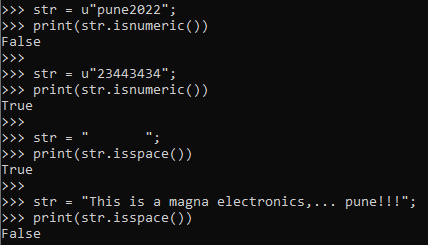 >>> str = u"pune2022";
>>> print(str.isnumeric())
False
>>>
>>> str = u"23443434";
>>> print(str.isnumeric())
True
>>>
>>> str = "       ";
>>> print(str.isspace())
True
>>>
>>> str = "This is a magna electronics,... pune!!!";
>>> print(str.isspace())
False